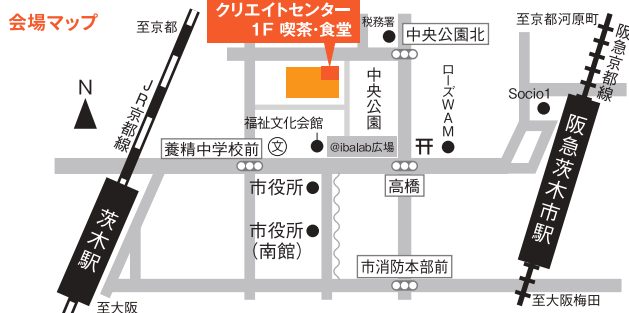 会場マップ
至京都
クリエイトセンター
1F 喫茶・食堂
税務署
中央公園北
至京都河原町
阪急京都線
N
JR京都線
中央公園
ローズWAM
Socio1
福祉文化会館
養精中学校前
文
@ibalab広場
阪急茨木市駅
市役所
高橋
茨木駅
市役所
(南館)
市消防本部前
至大阪
至大阪梅田